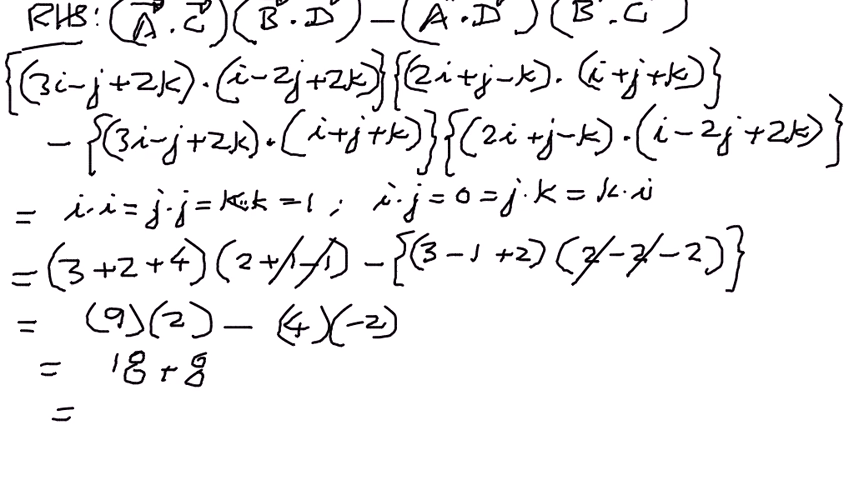 RHS: (A⃗·C⃗)(B⃗·D⃗) – (A⃗·D⃗)(B⃗·C⃗)
{(3i–j+2k)·(i–2j+2k)}{(2i+j–k)·(i+j+k)}
– {(3i–j+2k)·(i+j+k)}{(2i+j–k)·(i–2j+2k)}
= i·i = j·j = k·k = 1 ; i·j = 0 = j·k = k·i
= (3+2+4)(2+1–1) – {(3–1+2)(2–2–2)}
= (9)(2) – (4)(–2)
= 18+8
=